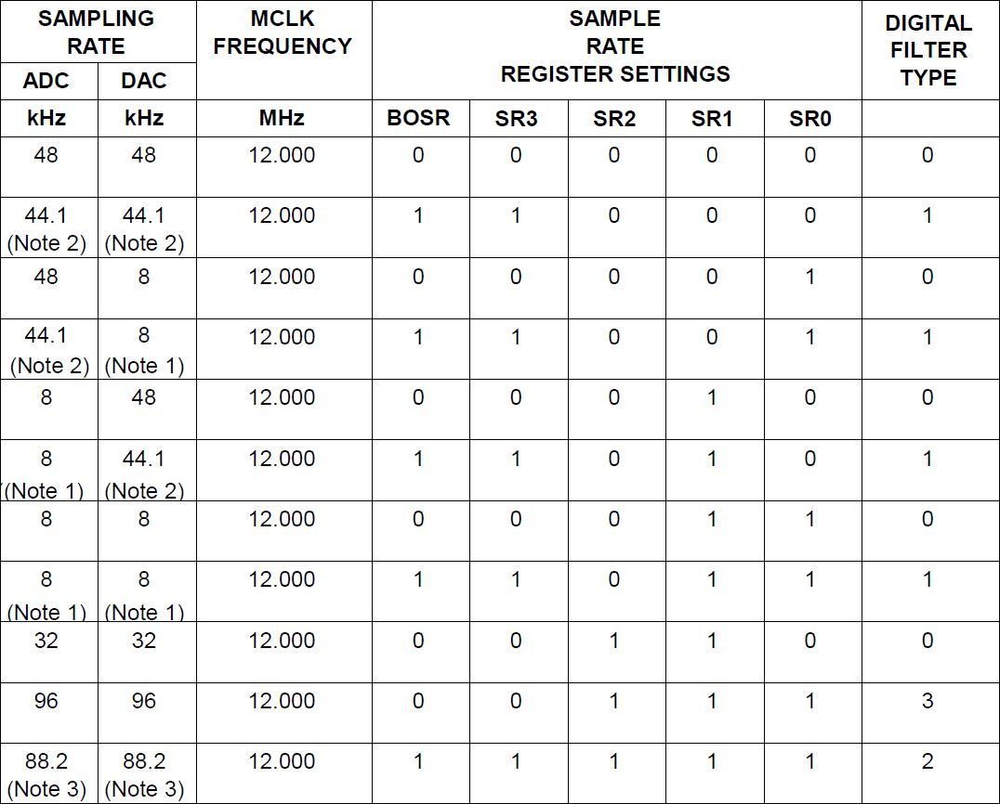 SAMPLING RATE MCLK FREQUENCY SAMPLE RATE REGISTER SETTINGS DIGITAL FILTER TYPE
ADC DAC
kHz kHz MHz BOSR SR3 SR2 SR1 SR0
48 48 12.000 0 0 0 0 0 0
44.1 44.1 12.000 1 1 0 0 0 1
(Note 2) (Note 2)
48 8 12.000 0 0 0 0 1 0
44.1 8 12.000 1 1 0 0 1 1
(Note 2) (Note 1)
8 48 12.000 0 0 0 1 0 0
8 44.1 12.000 1 1 0 1 0 1
(Note 1) (Note 2)
8 8 12.000 0 0 0 1 1 0
8 8 12.000 1 1 0 1 1 1
(Note 1) (Note 1)
32 32 12.000 0 0 1 1 0 0
96 96 12.000 0 0 1 1 1 3
88.2 88.2 12.000 1 1 1 1 1 2
(Note 3) (Note 3)